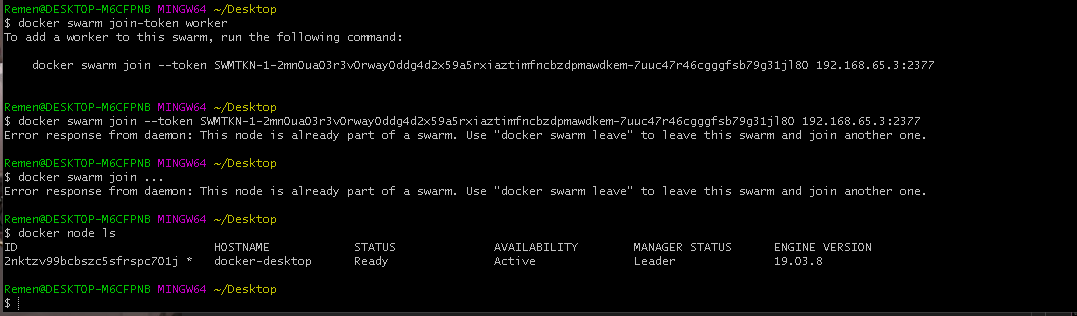 Remen@DESKTOP-M6CFPNB MINGW64 ~/Desktop
$ docker swarm join-token worker
To add a worker to this swarm, run the following command:
docker swarm join --token SWMTKN-1-2mn0ua03r3v0rway0ddg4d2x59a5rxiaztimfncbzdpmawdkem-7uuc47r46cgggfsb79g31jl80 192.168.65.3:2377
Remen@DESKTOP-M6CFPNB MINGW64 ~/Desktop
$ docker swarm join --token SWMTKN-1-2mn0ua03r3v0rway0ddg4d2x59a5rxiaztimfncbzdpmawdkem-7uuc47r46cgggfsb79g31jl80 192.168.65.3:2377
Error response from daemon: This node is already part of a swarm. Use "docker swarm leave" to leave this swarm and join another one.
Remen@DESKTOP-M6CFPNB MINGW64 ~/Desktop
$ docker swarm join ...
Error response from daemon: This node is already part of a swarm. Use "docker swarm leave" to leave this swarm and join another one.
Remen@DESKTOP-M6CFPNB MINGW64 ~/Desktop
$ docker node ls
ID HOSTNAME STATUS AVAILABILITY MANAGER STATUS ENGINE VERSION
2nktzv99bcbszc5sfrspc701j * docker-desktop Ready Active Leader 19.03.8
Remen@DESKTOP-M6CFPNB MINGW64 ~/Desktop
$